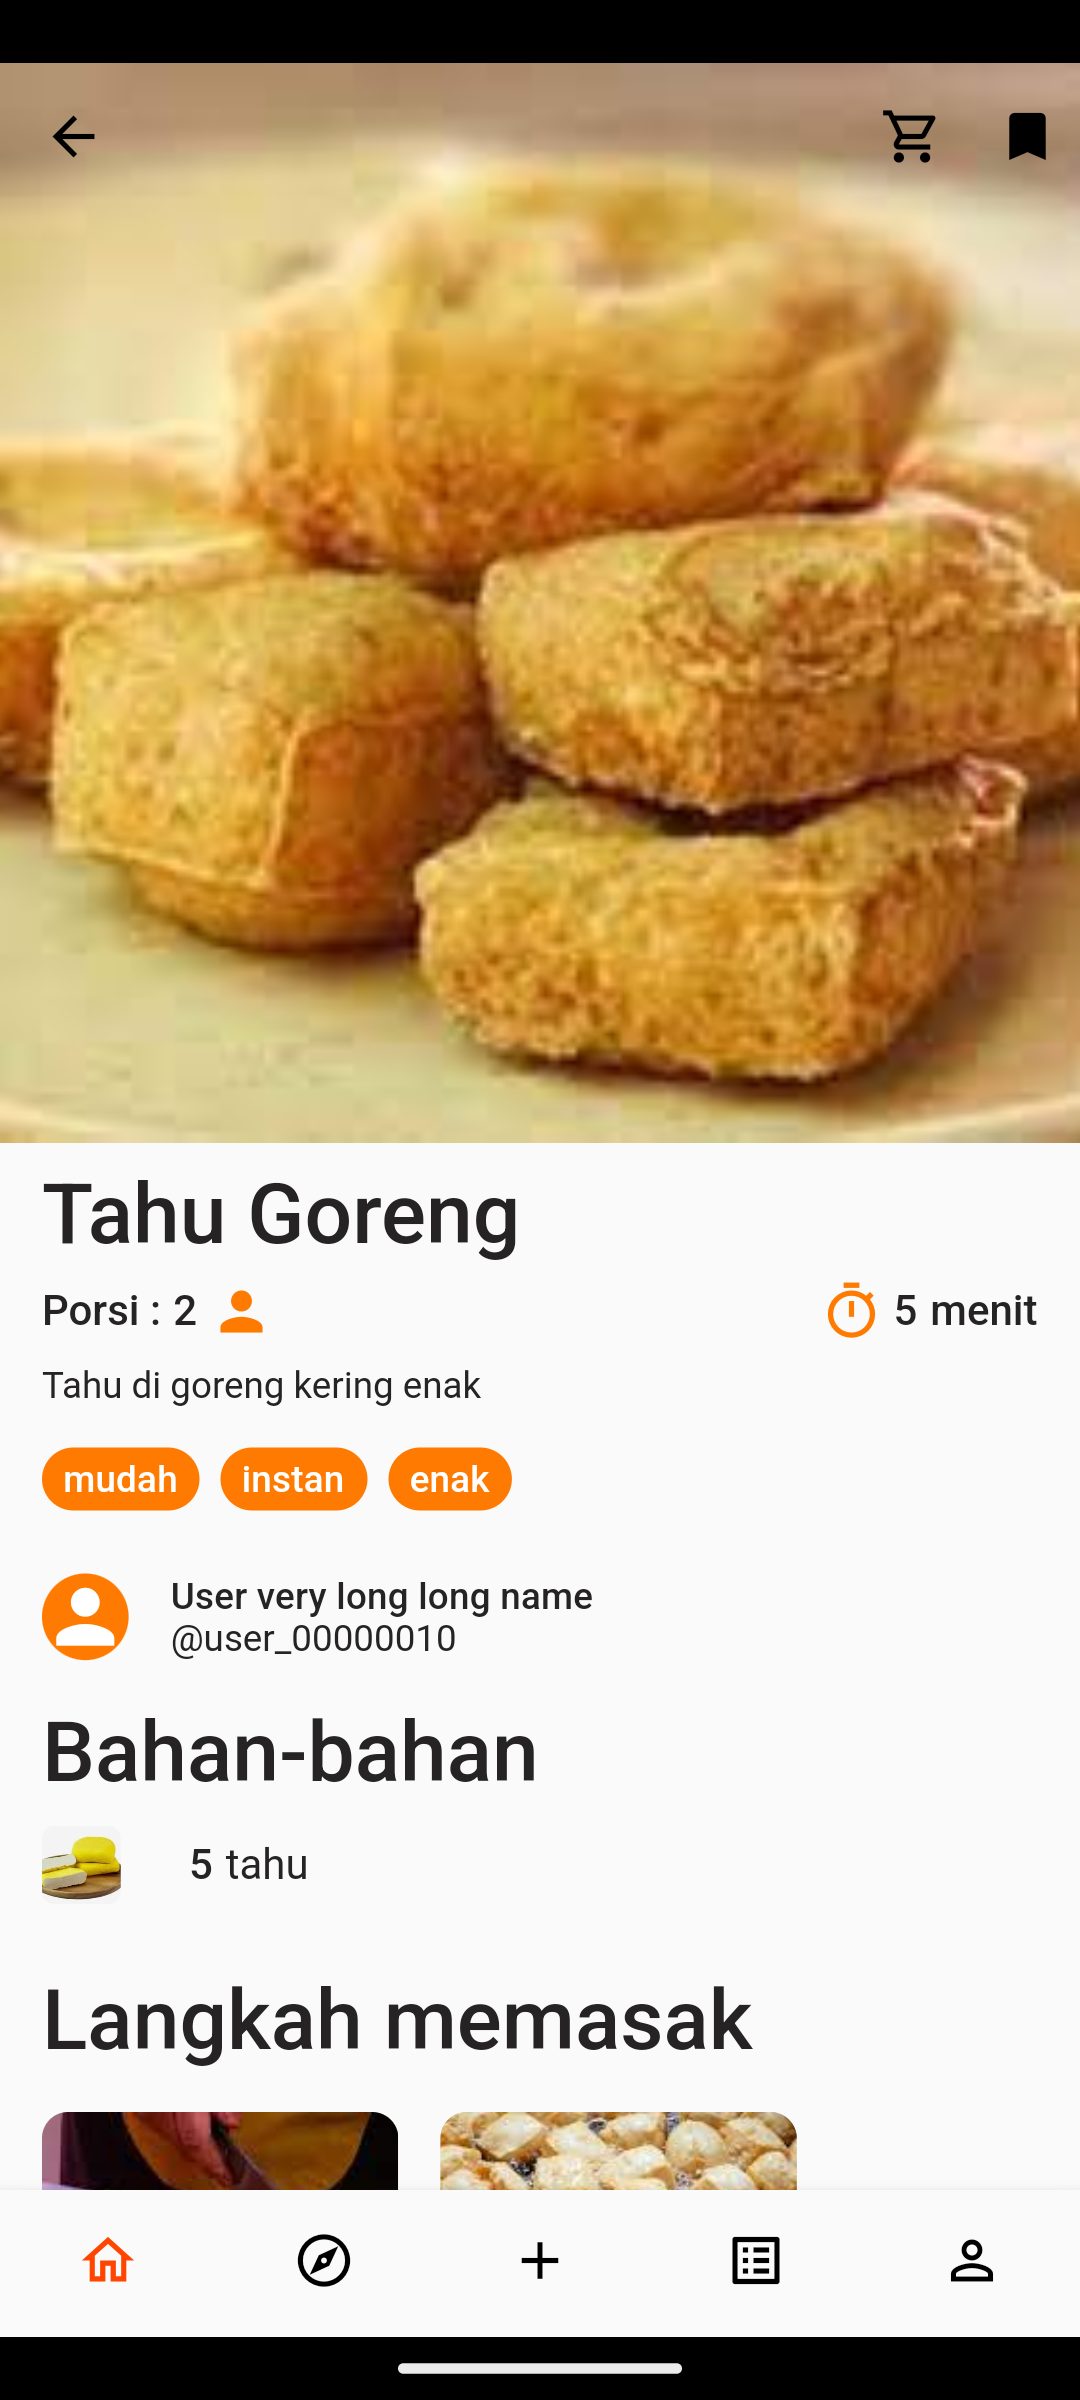 Tahu Goreng
Porsi : 2
5 menit
Tahu di goreng kering enak
mudah instan enak
User very long long name
@user_00000010
Bahan-bahan
5 tahu
Langkah memasak